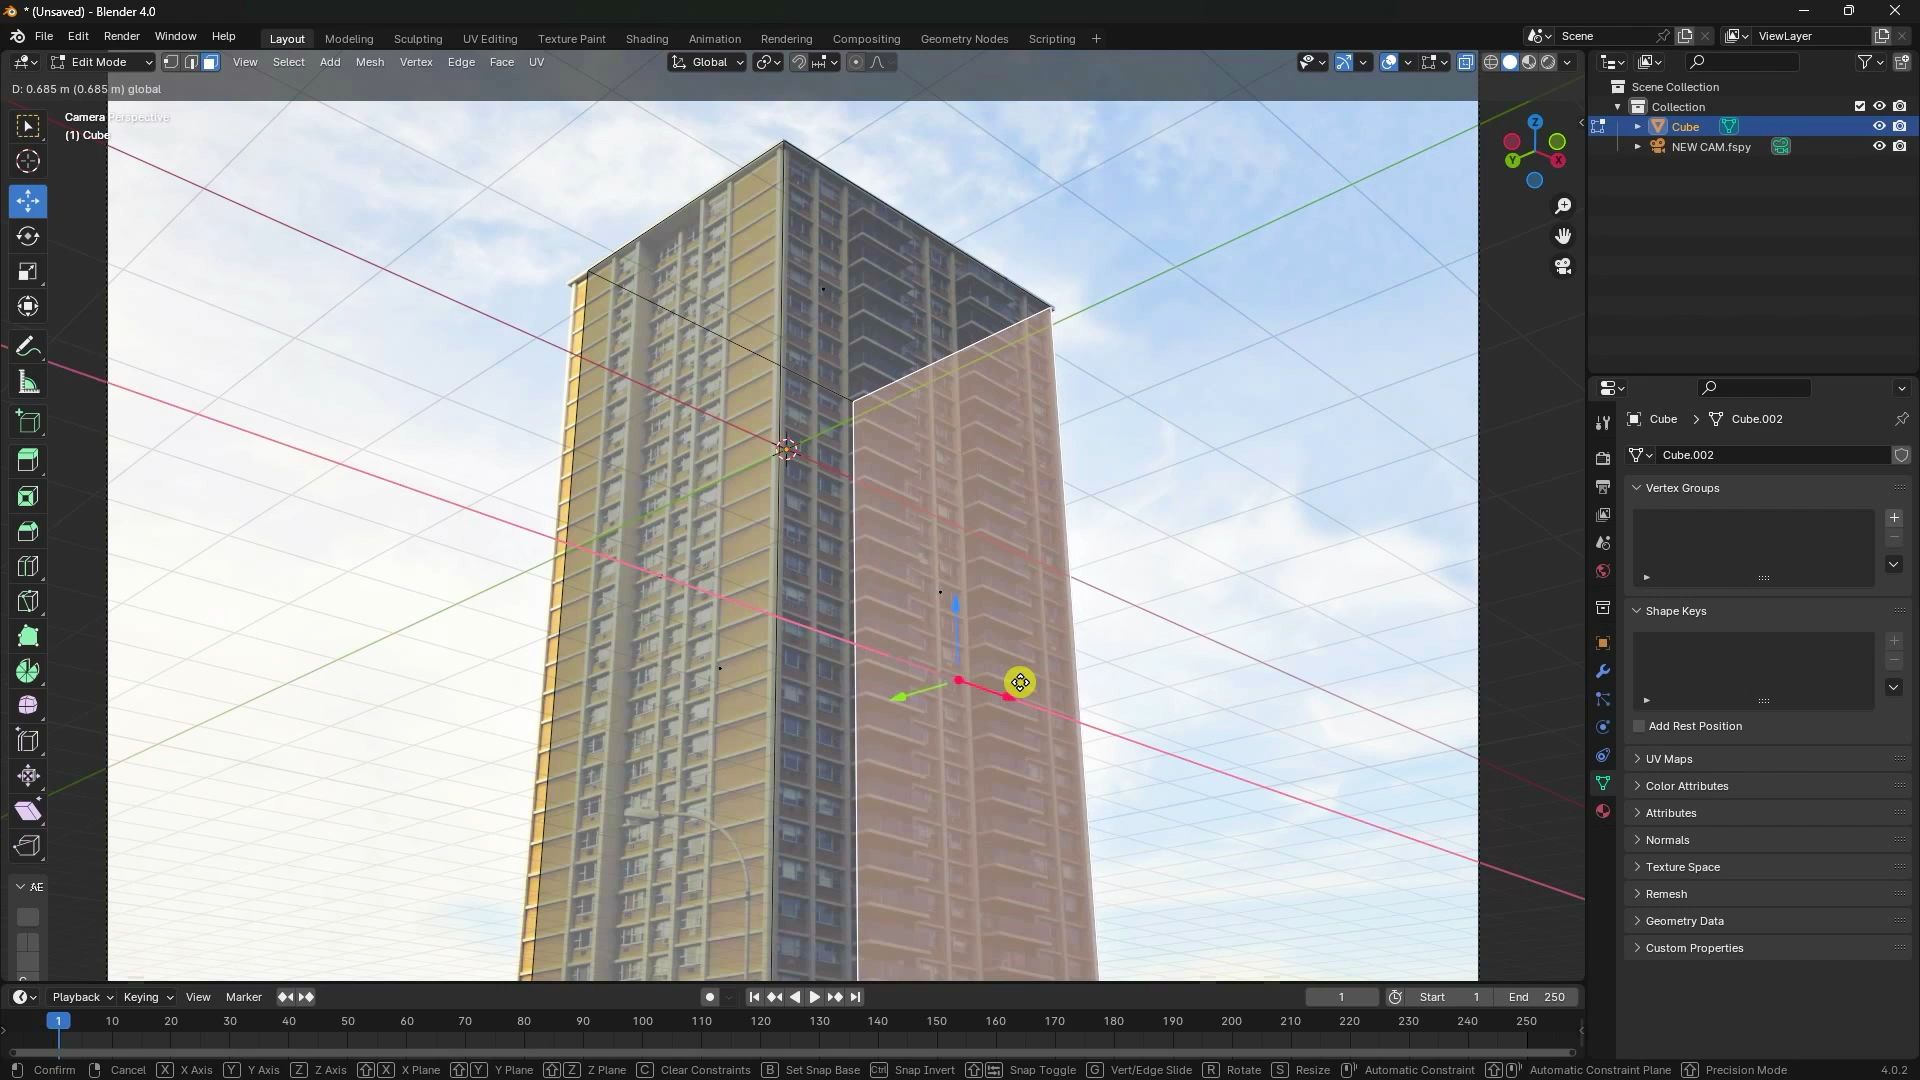 * (Unsaved) - Blender 4.0
File Edit Render Window Help Layout Modeling Sculpting UV Editing Texture Paint Shading Animation Rendering Compositing Geometry Nodes Scripting + Scene ViewLayer
Edit Mode View Select Add Mesh Vertex Edge Face UV Global
D: 0.685 m (0.685 m) global
Camera Perspective
(1) Cube
Z
Y X
Scene Collection
Collection
Cube
NEW CAM.fspy
Cube > Cube.002
Cube.002
Vertex Groups
Shape Keys
Add Rest Position
UV Maps
Color Attributes
Attributes
Normals
Texture Space
Remesh
Geometry Data
Custom Properties
AE
Playback Keying View Marker 1 Start 1 End 250
1 10 20 30 40 50 60 70 80 90 100 110 120 130 140 150 160 170 180 190 200 210 220 230 240 250
Confirm Cancel X X Axis Y Y Axis Z Z Axis X X Plane Y Y Plane Z Z Plane C Clear Constraints B Set Snap Base Ctrl Snap Invert Snap Toggle G Vert/Edge Slide R Rotate S Resize Automatic Constraint Automatic Constraint Plane Precision Mode 4.0.2